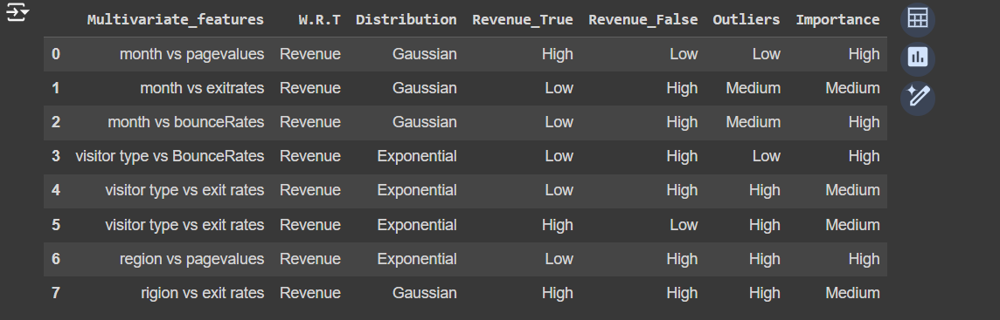 Multivariate_features W.R.T Distribution Revenue_True Revenue_False Outliers Importance
0 month vs pagevalues Revenue Gaussian High Low Low High
1 month vs exitrates Revenue Gaussian Low High Medium Medium
2 month vs bounceRates Revenue Gaussian Low High Medium High
3 visitor type vs BounceRates Revenue Exponential Low High Low High
4 visitor type vs exit rates Revenue Exponential Low High High Medium
5 visitor type vs exit rates Revenue Exponential High Low High Medium
6 region vs pagevalues Revenue Exponential Low High High High
7 rigion vs exit rates Revenue Gaussian High High High Medium